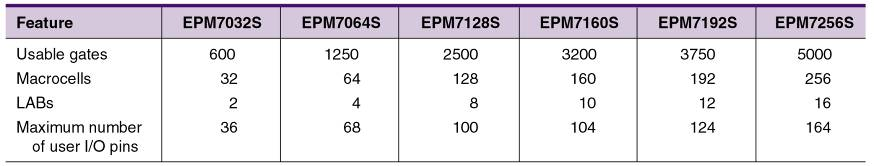 Feature EPM7032S EPM7064S EPM7128S EPM7160S EPM7192S EPM7256S
Usable gates 600 1250 2500 3200 3750 5000
Macrocells 32 64 128 160 192 256
LABs 2 4 8 10 12 16
Maximum number 36 68 100 104 124 164
of user I/O pins